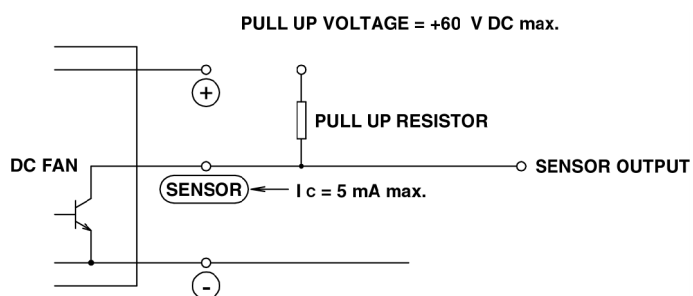 PULL UP VOLTAGE = +60 V DC max.
+
PULL UP RESISTOR
DC FAN
SENSOR OUTPUT
SENSOR
I C = 5 mA max.
-